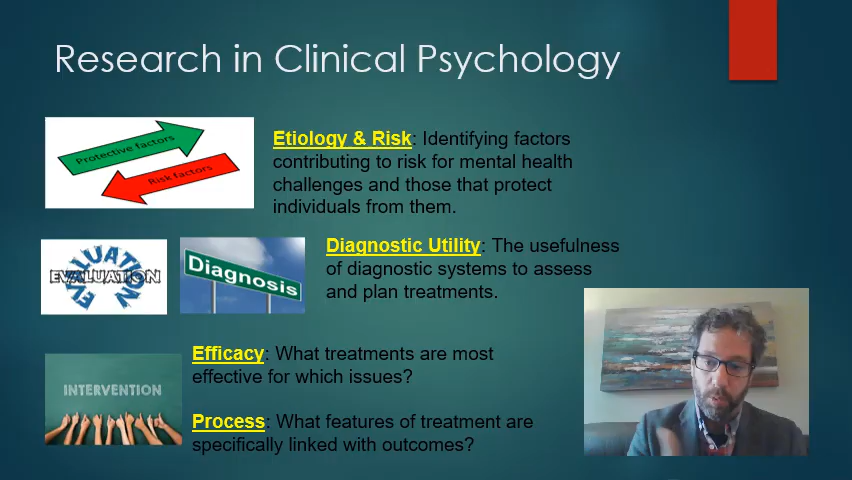 Research in Clinical Psychology
Protective factors
Risk factors
Etiology & Risk: Identifying factors
contributing to risk for mental health
challenges and those that protect
individuals from them.
EVALUATION
EVALUATION
EVALUATION
Diagnosis
Diagnostic Utility: The usefulness
of diagnostic systems to assess
and plan treatments.
INTERVENTION
Efficacy: What treatments are most
effective for which issues?
Process: What features of treatment are
specifically linked with outcomes?